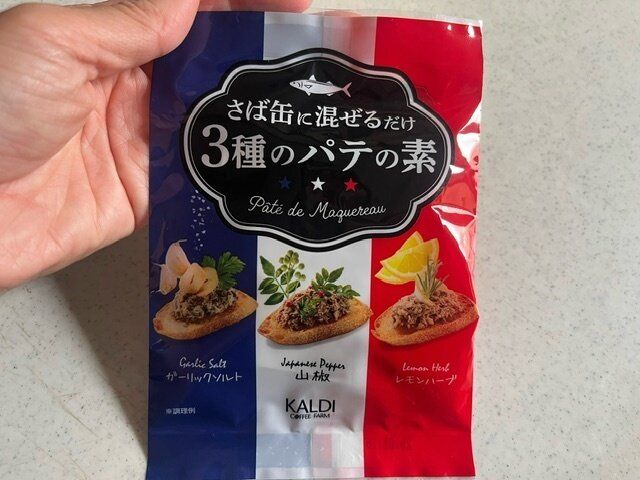 さば缶に混ぜるだけ
3種のパテの素
Pâté de Maquereau
Garlic Salt
ガーリックソルト
Japanese Pepper
山椒
Lemon Herb
レモンハーブ
※調理例
KALDI
COFFEE FARM